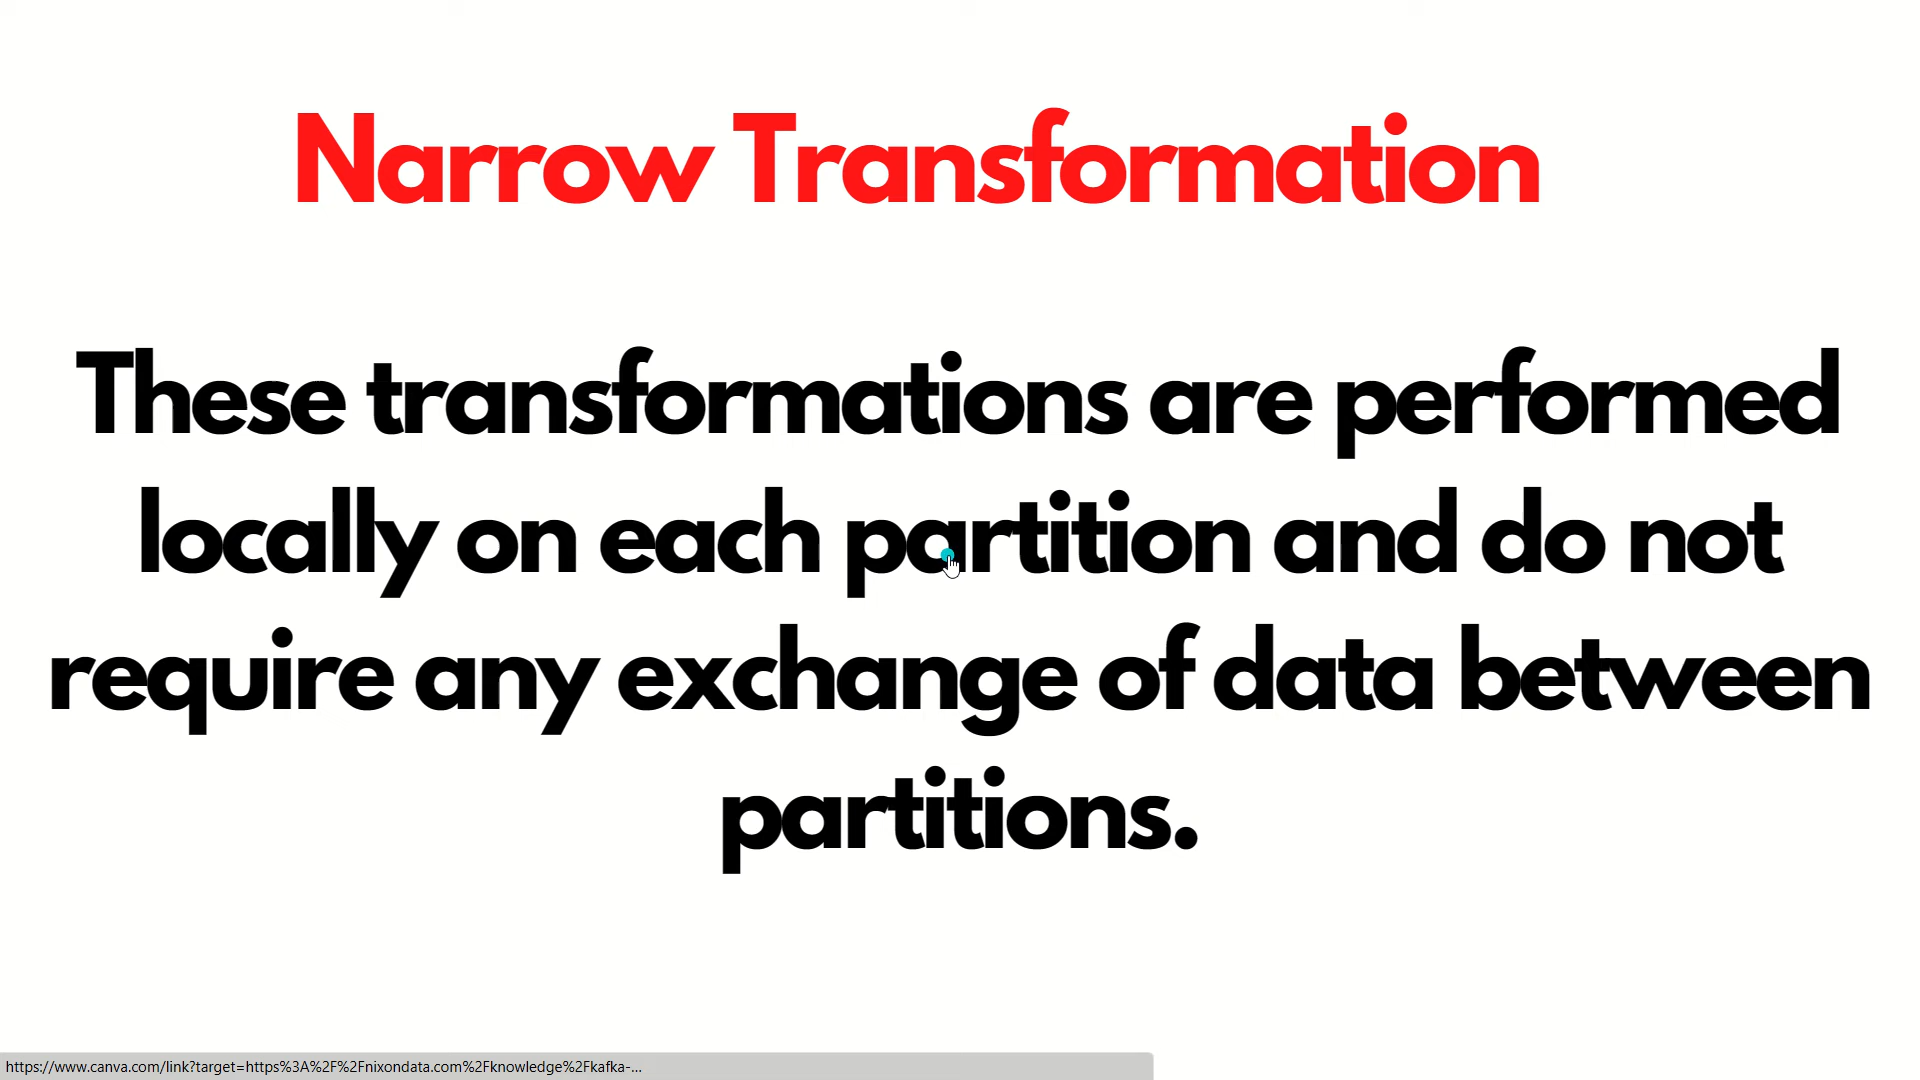 Narrow Transformation
These transformations are performed
locally on each partition and do not
require any exchange of data between
partitions.
https://www.canva.com/link?target=https%3A%2F%2Fnixondata.com%2Fknowledge%2Fkafka-...